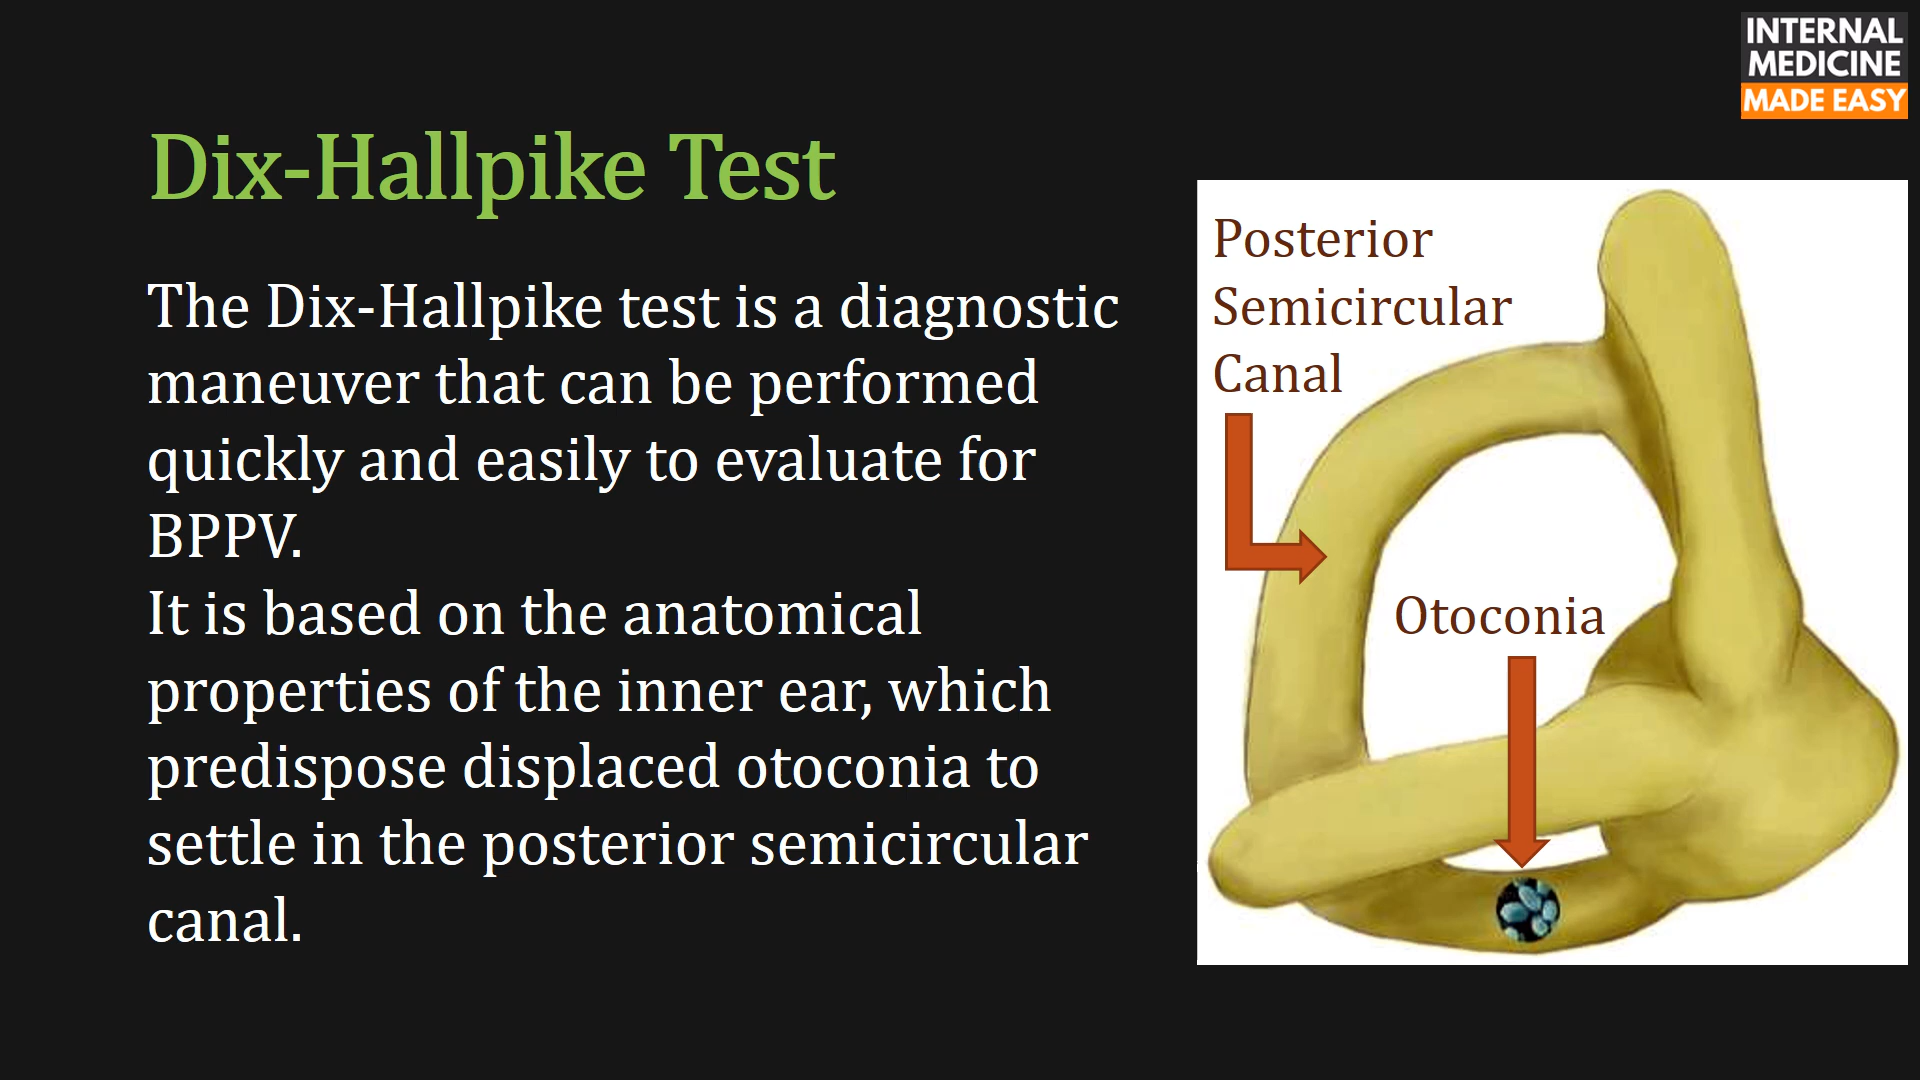 INTERNAL
MEDICINE
MADE EASY
Dix-Hallpike Test
The Dix-Hallpike test is a diagnostic
maneuver that can be performed
quickly and easily to evaluate for
BPPV.
It is based on the anatomical
properties of the inner ear, which
predispose displaced otoconia to
settle in the posterior semicircular
canal.
Posterior
Semicircular
Canal
Otoconia